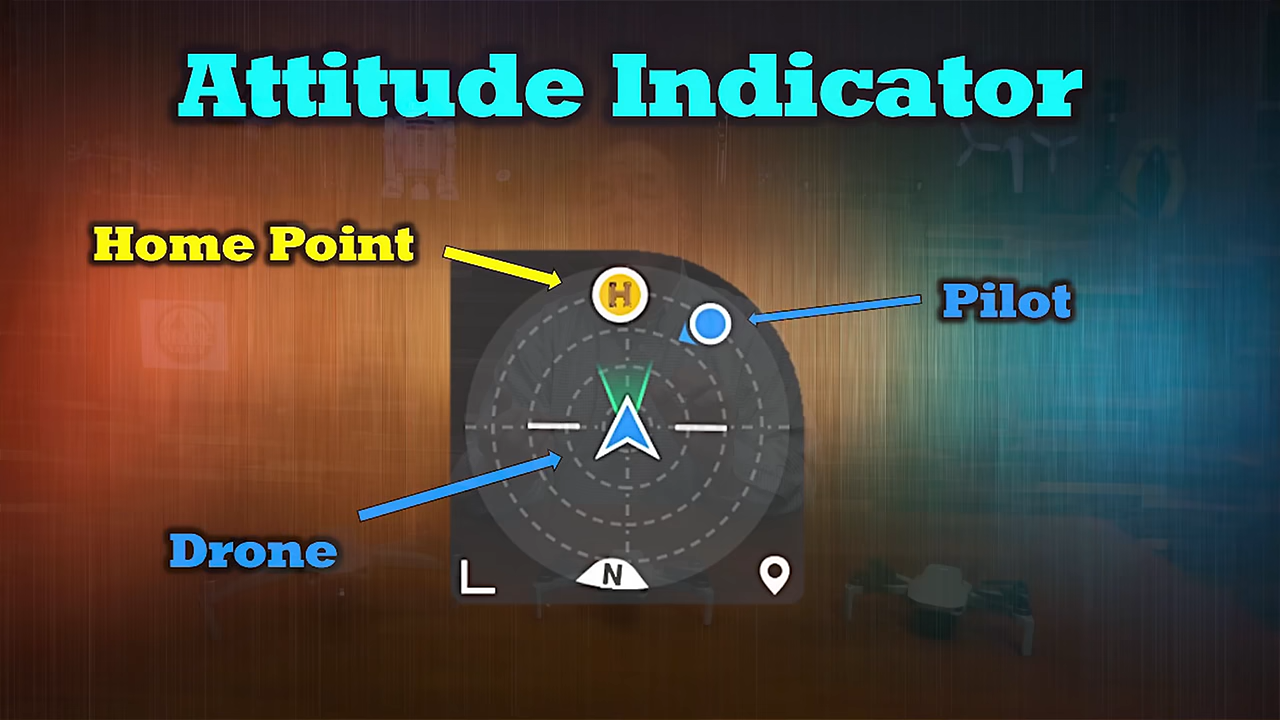 Attitude Indicator
Home Point
H
Pilot
Drone
N